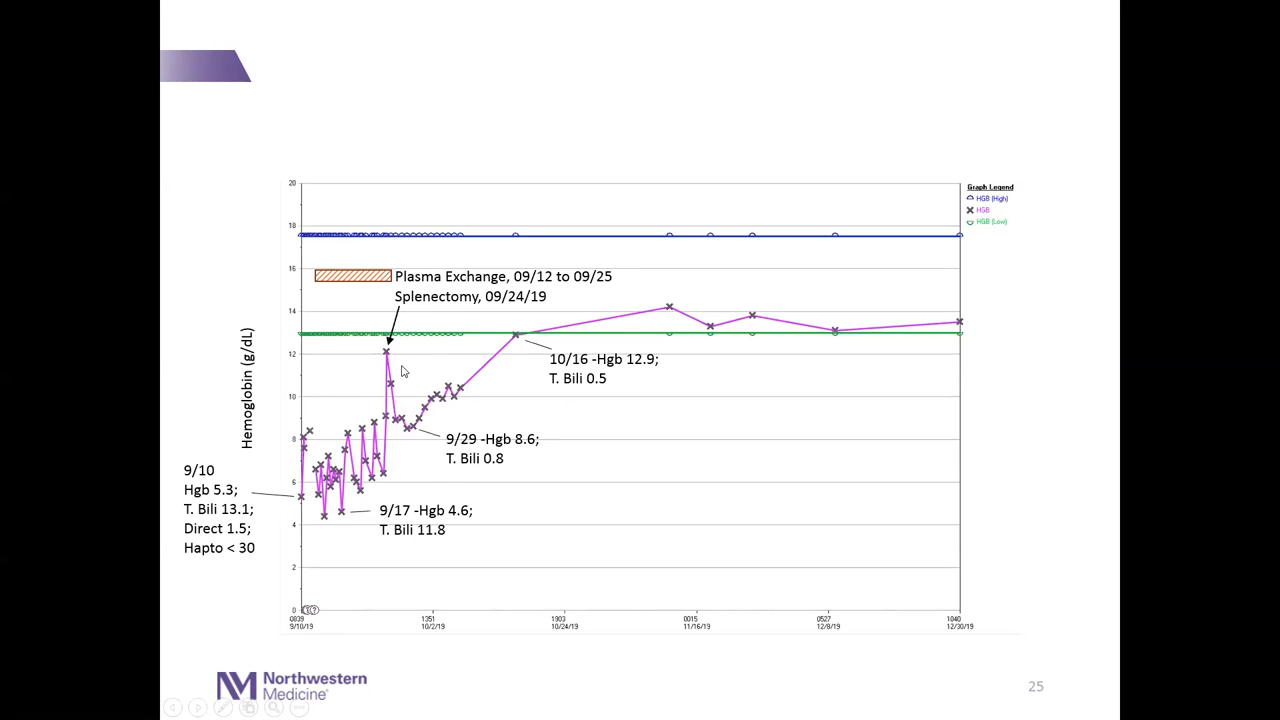 20
18
16
14
12
10
8
6
4
2
0
Hemoglobin (g/dL)
Graph Legend
HGB (High)
HGB
HGB (Low)
Plasma Exchange, 09/12 to 09/25
Splenectomy, 09/24/19
10/16 -Hgb 12.9;
T. Bili 0.5
9/29 -Hgb 8.6;
T. Bili 0.8
9/10
Hgb 5.3;
T. Bili 13.1;
Direct 1.5;
Hapto < 30
9/17 -Hgb 4.6;
T. Bili 11.8
0839 1351 1903 0015 0527 1040
9/10/19 10/2/19 10/24/19 11/16/19 12/8/19 12/30/19
NM Northwestern
Medicine®
25